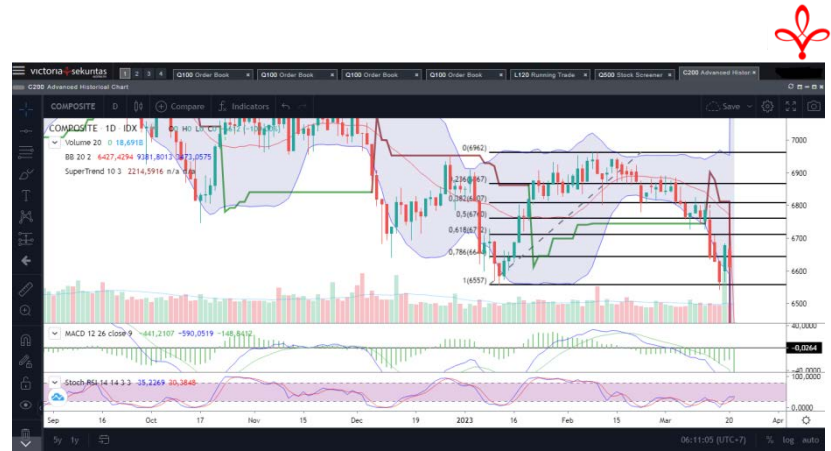 victoria sekuritas 1 2 3 4 Q100 Order Book Q100 Order Book Q100 Order Book Q100 Order Book L120 Running Trade Q500 Stock Screener C200 Advanced Histor
C200 Advanced Historical Chart
COMPOSITE D Compare Indicators Save
COMPOSITE · 1D · IDX
Volume 20 0 18,6918
BB 20 2 6427,4294
SuperTrend 10 3 2214,5916 n/a n/a
7000
6900
6800
6700
6600
6500
0(6962)
0,5(6760)
1(6557)
MACD 12 26 close 9 -441,2107 -590,0519
40,0000
-0,0264
Stoch RSI 14 14 3 3 35,2269 30,3848
100,0000
0,0000
Sep 16 Oct 17 Nov 15 Dec 19 2023 16 Feb 15 Mar 20 Apr
5y 1y 06:11:05 (UTC+7) % log auto